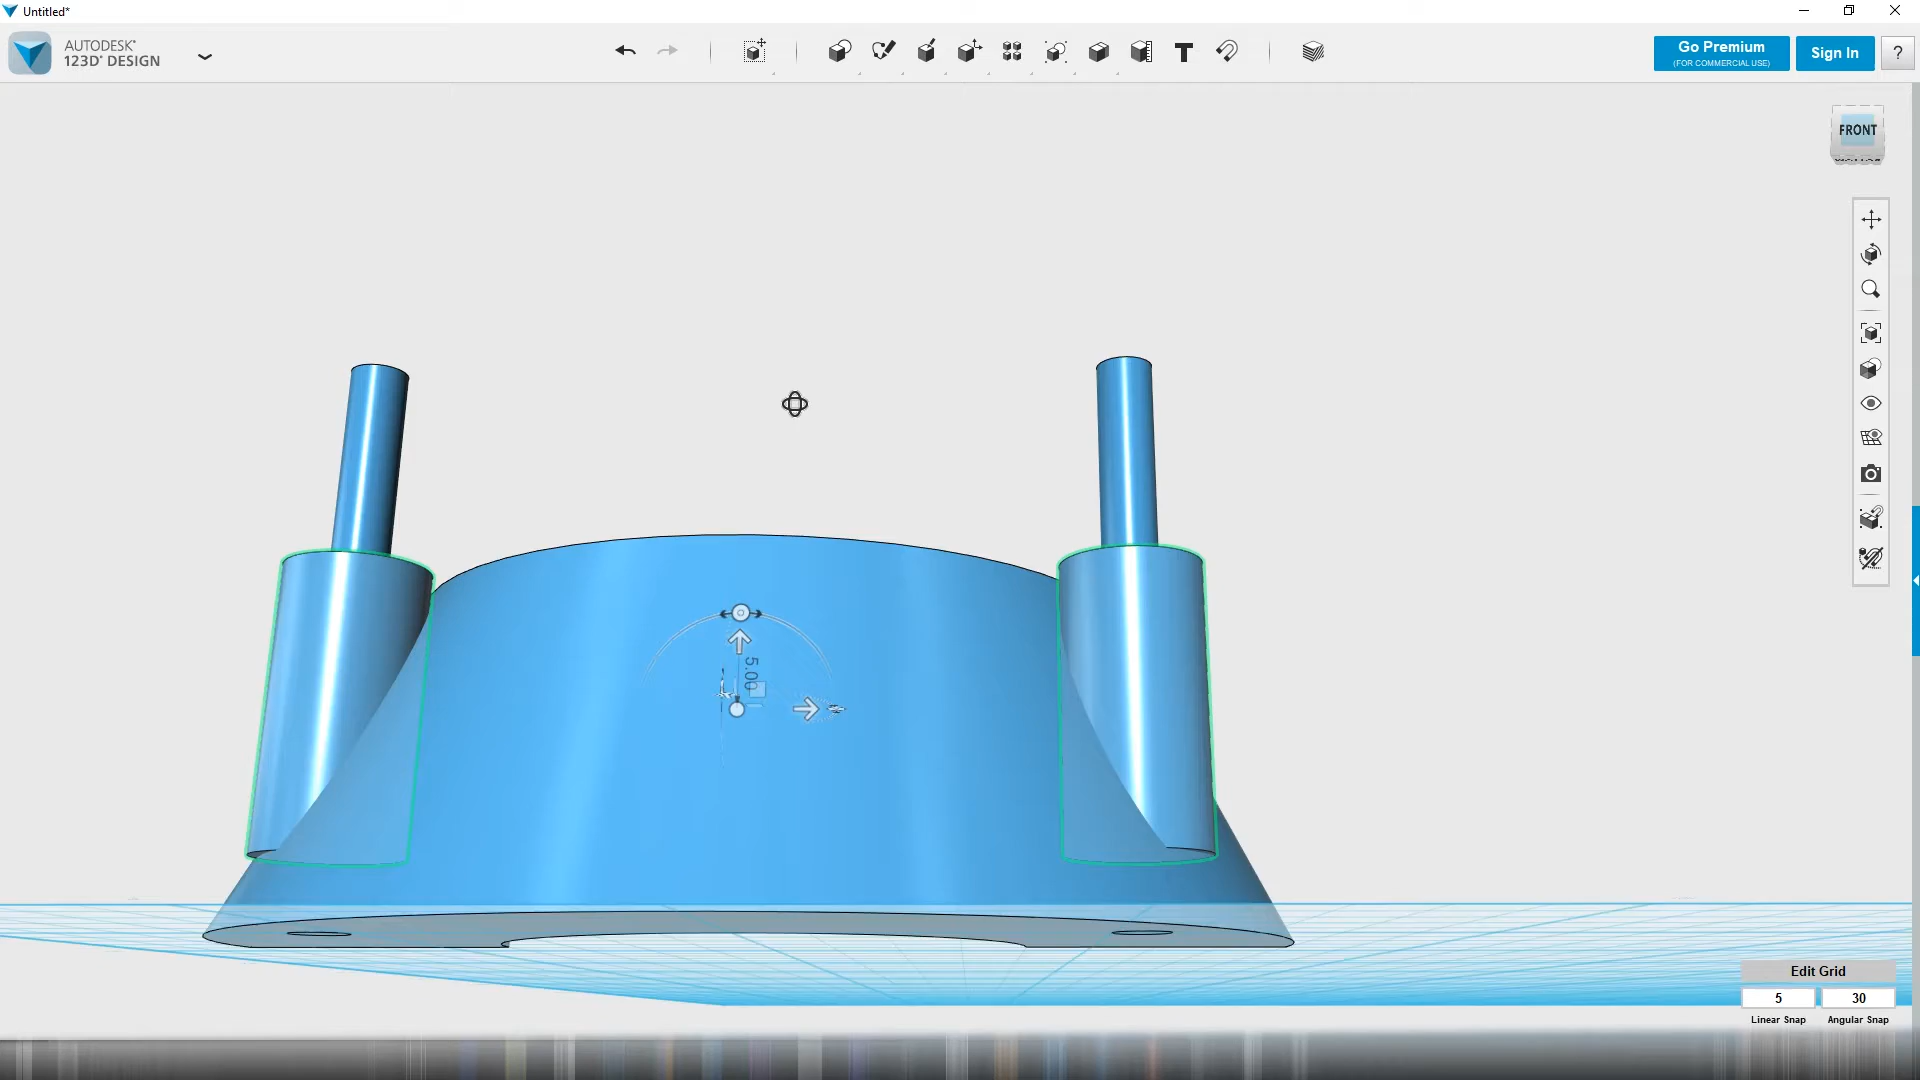 Untitled*
AUTODESK®
123D® DESIGN
T
Go Premium
(FOR COMMERCIAL USE)
Sign In
?
FRONT
5.00
Edit Grid
5
30
Linear Snap
Angular Snap